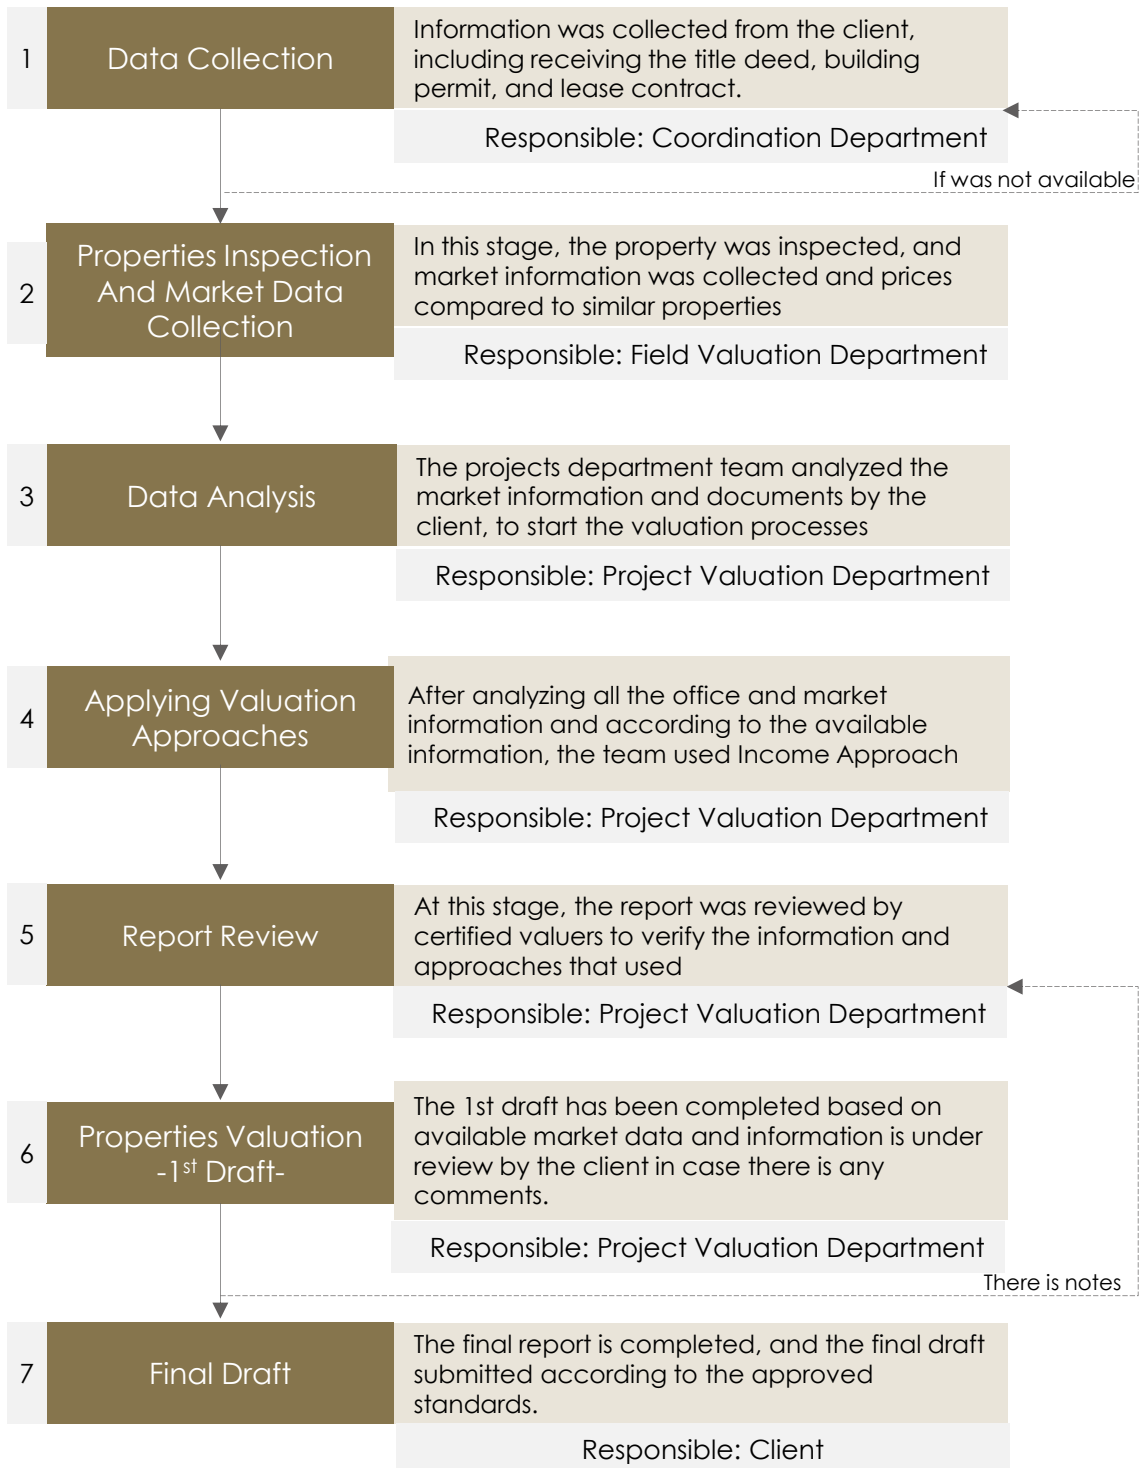 1
Data Collection
Information was collected from the client,
including receiving the title deed, building
permit, and lease contract.
Responsible: Coordination Department
If was not available
2
Properties Inspection
And Market Data
Collection
In this stage, the property was inspected, and
market information was collected and prices
compared to similar properties
Responsible: Field Valuation Department
3
Data Analysis
The projects department team analyzed the
market information and documents by the
client, to start the valuation processes
Responsible: Project Valuation Department
4
Applying Valuation
Approaches
After analyzing all the office and market
information and according to the available
information, the team used Income Approach
Responsible: Project Valuation Department
5
Report Review
At this stage, the report was reviewed by
certified valuers to verify the information and
approaches that used
Responsible: Project Valuation Department
6
Properties Valuation
-1st Draft-
The 1st draft has been completed based on
available market data and information is under
review by the client in case there is any
comments.
Responsible: Project Valuation Department
There is notes
7
Final Draft
The final report is completed, and the final draft
submitted according to the approved
standards.
Responsible: Client